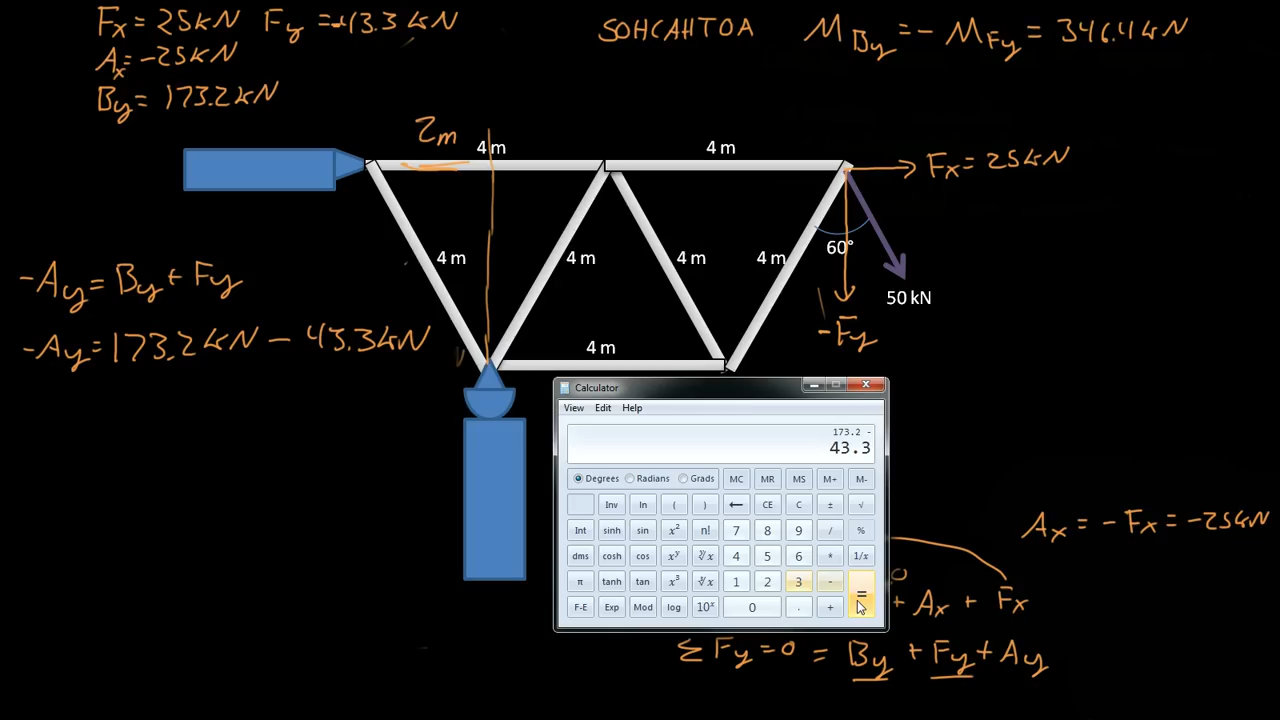 Fx = 25kN Fy = -43.3kN
SOHCAHTOA
MBy = - MFy = 346.4kN
Ax = -25kN
By = 173.2kN
2m
4 m
4 m
Fx = 25kN
4 m
4 m
4 m
4 m
60°
-Ay = By + Fy
50 kN
-Fy
-Ay = 173.2kN - 43.3kN
4 m
Calculator
View Edit Help
173.2 -
43.3
Degrees Radians Grads MC MR MS M+ M-
Inv ln ( ) ← CE C ± √
Int sinh sin x² n! 7 8 9 / %
dms cosh cos xʸ ʸ√x 4 5 6 * 1/x
π tanh tan x³ ³√x 1 2 3 - =
F-E Exp Mod log 10ˣ 0 . +
Ax = - Fx = -25kN
0
+ Ax + Fx
Σ Fy = 0 = By + Fy + Ay